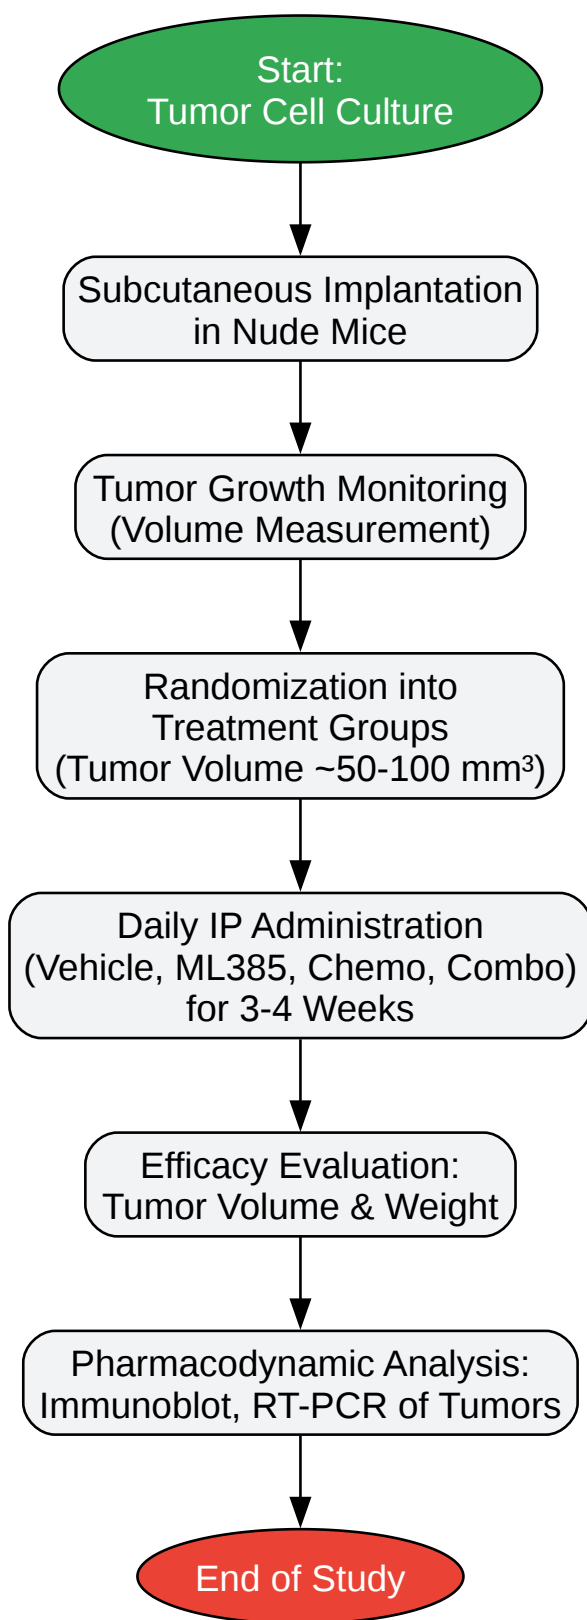 Start:
Tumor Cell Culture
Subcutaneous Implantation
in Nude Mice
Tumor Growth Monitoring
(Volume Measurement)
Randomization into
Treatment Groups
(Tumor Volume ~50-100 mm³)
Daily IP Administration
(Vehicle, ML385, Chemo, Combo)
for 3-4 Weeks
Efficacy Evaluation:
Tumor Volume & Weight
Pharmacodynamic Analysis:
Immunoblot, RT-PCR of Tumors
End of Study